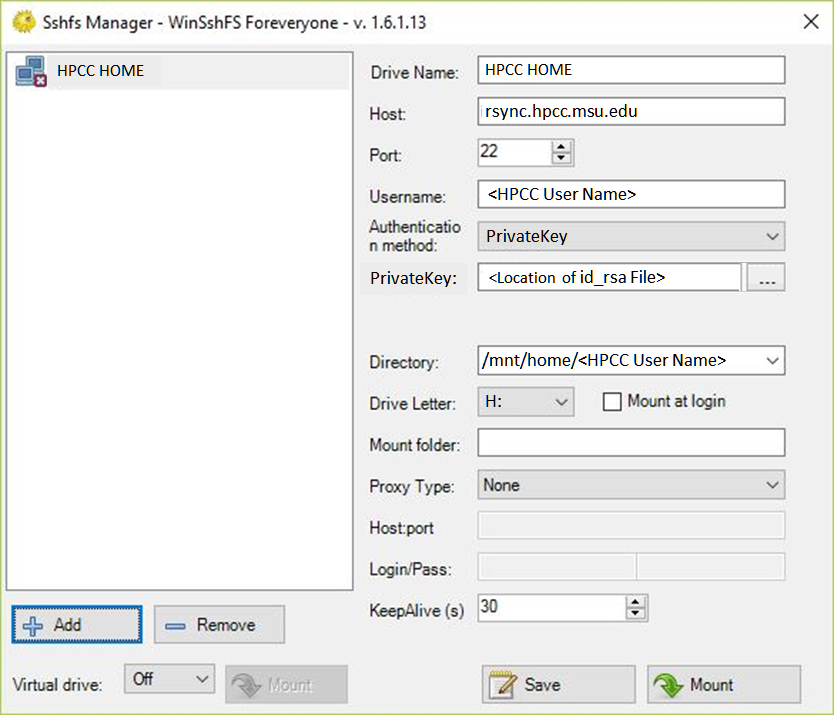 Sshfs Manager - WinSshFS Foreveryone - v. 1.6.1.13
HPCC HOME
Drive Name: HPCC HOME
Host: rsync.hpcc.msu.edu
Port: 22
Username: <HPCC User Name>
Authenticatio
n method: PrivateKey
PrivateKey: <Location of id_rsa File> ...
Directory: /mnt/home/<HPCC User Name>
Drive Letter: H: Mount at login
Mount folder:
Proxy Type: None
Host:port
Login/Pass:
KeepAlive (s) 30
Add Remove
Virtual drive: Off Mount Save Mount